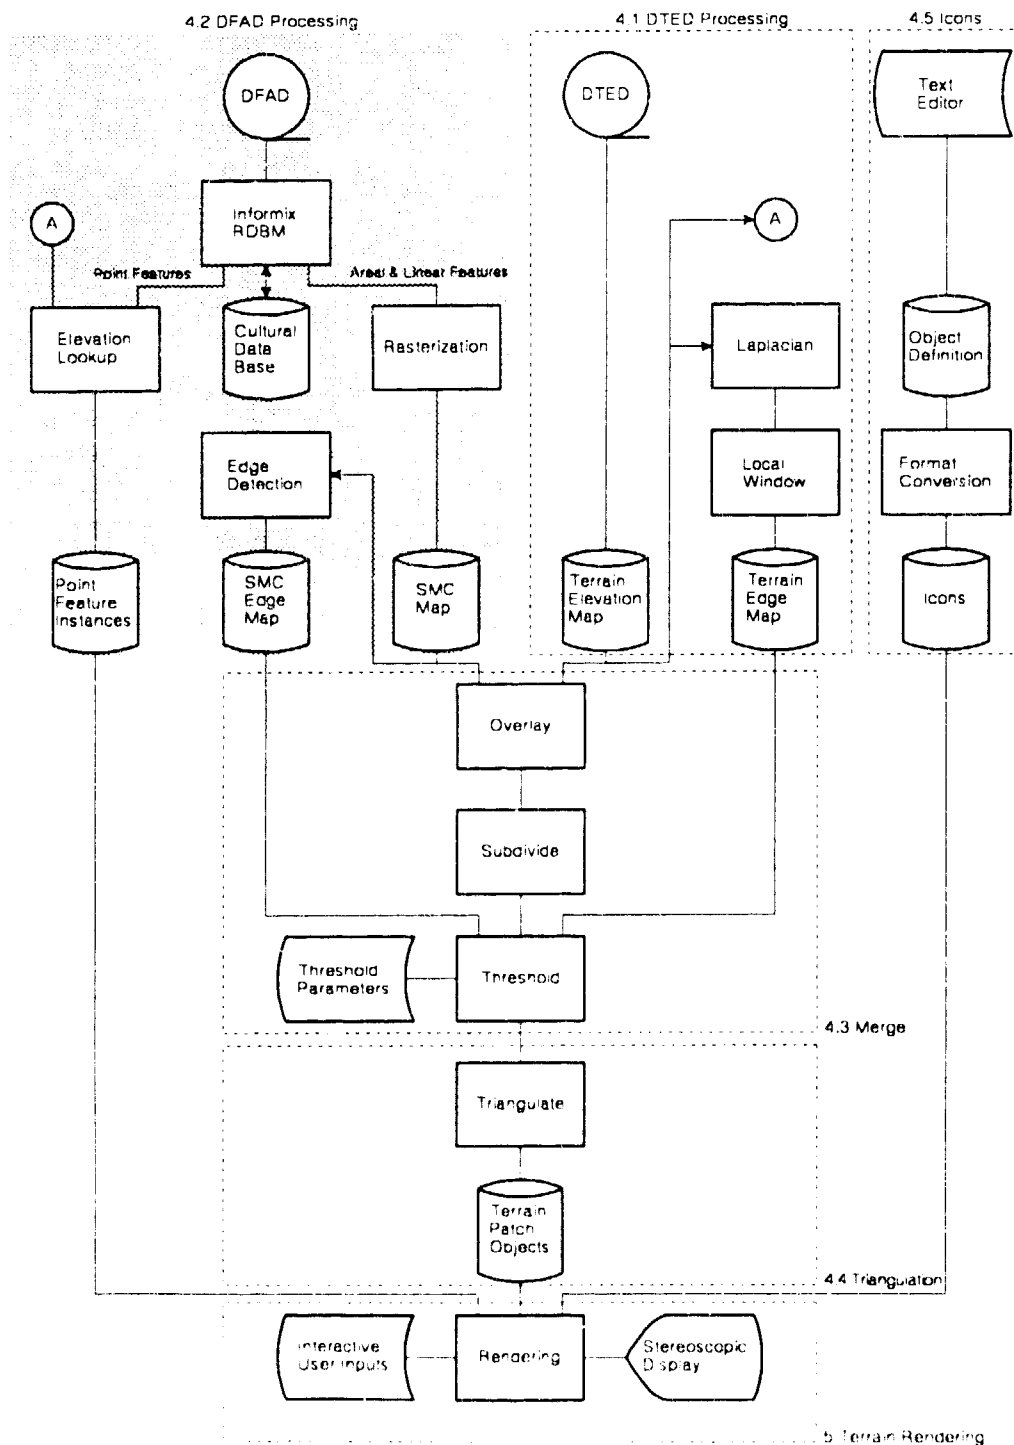 4.2 DFAD Processing
4.1 DTED Processing
4.5 Icons
DFAD
DTED
Text
Editor
A
Informix
RDBM
A
Point Features
Areal & Linear Features
Elevation
Lookup
Cultural
Data
Base
Rasterization
Laplacian
Object
Definition
Edge
Detection
Local
Window
Format
Conversion
Point
Feature
Instances
SMC
Edge
Map
SMC
Map
Terrain
Elevation
Map
Terrain
Edge
Map
Icons
Overlay
Subdivide
Threshold
Parameters
Threshold
4.3 Merge
Triangulate
Terrain
Patch
Objects
4.4 Triangulation
Interactive
User Inputs
Rendering
Stereoscopic
Display
5 Terrain Rendering